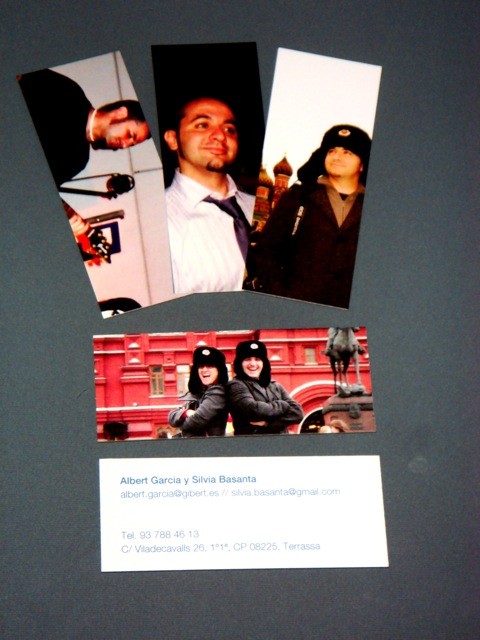 Albert Garcia y Silvia Basanta
albert.garcia@gibert.es // silvia.basanta@gmail.com
Tel. 93 788 46 13
C/ Viladecavalls 26, 1º1ª, CP 08225, Terrassa